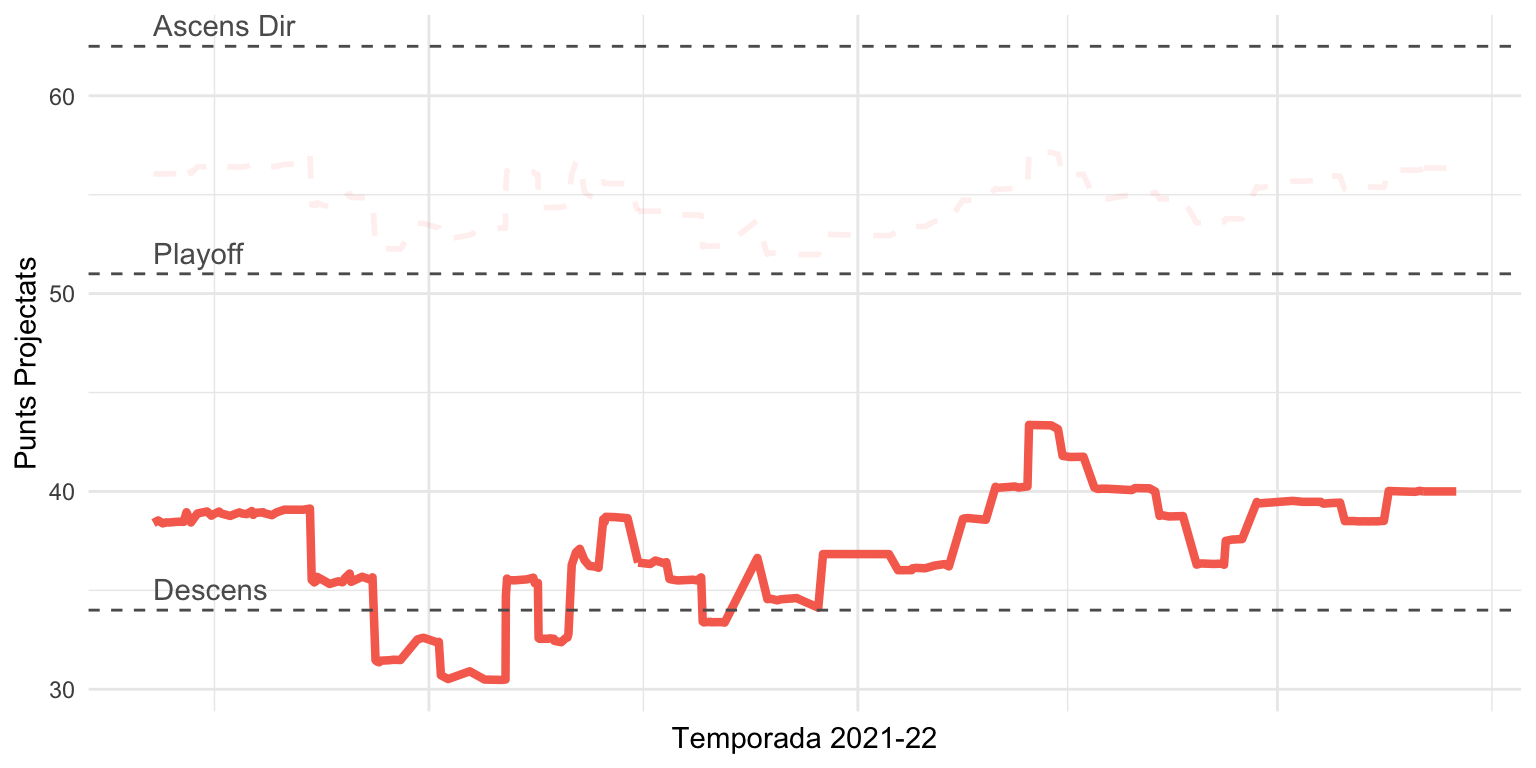 Ascens Dir
60
Playoff
50
Punts Projectats
40
Descens
30
Temporada 2021-22